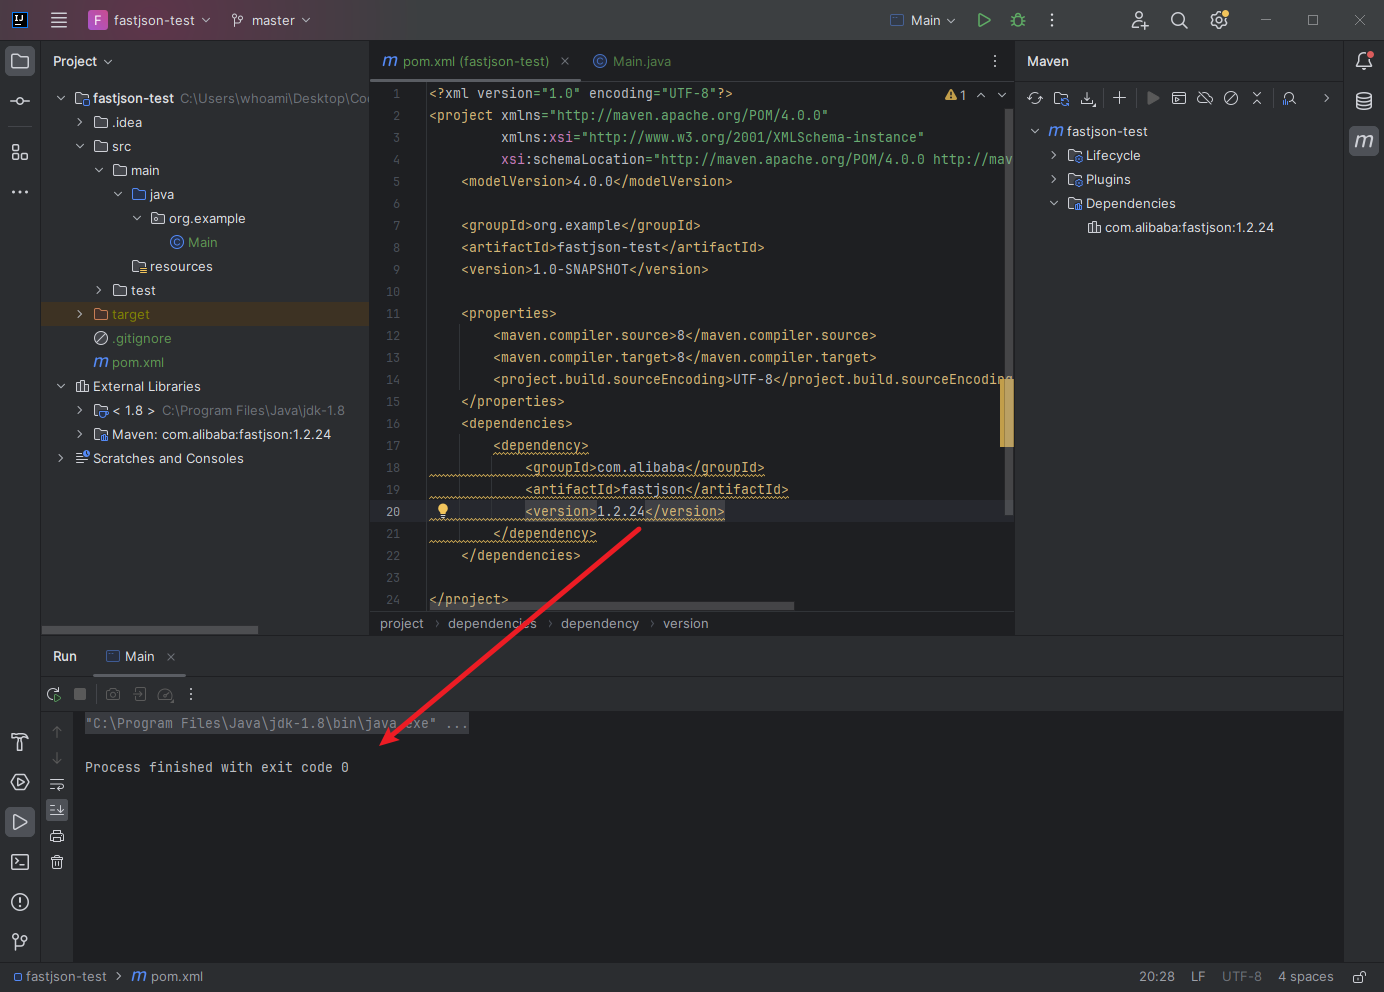 F fastjson-test master Main
Project
fastjson-test C:\Users\whoami\Desktop\Co
.idea
src
main
java
org.example
Main
resources
test
target
.gitignore
pom.xml
External Libraries
< 1.8 > C:\Program Files\Java\jdk-1.8
Maven: com.alibaba:fastjson:1.2.24
Scratches and Consoles
pom.xml (fastjson-test) Main.java
1 <?xml version="1.0" encoding="UTF-8"?>
2 <project xmlns="http://maven.apache.org/POM/4.0.0"
3 xmlns:xsi="http://www.w3.org/2001/XMLSchema-instance"
4 xsi:schemaLocation="http://maven.apache.org/POM/4.0.0 http://mav
5 <modelVersion>4.0.0</modelVersion>
6
7 <groupId>org.example</groupId>
8 <artifactId>fastjson-test</artifactId>
9 <version>1.0-SNAPSHOT</version>
10
11 <properties>
12 <maven.compiler.source>8</maven.compiler.source>
13 <maven.compiler.target>8</maven.compiler.target>
14 <project.build.sourceEncoding>UTF-8</project.build.sourceEncoding
15 </properties>
16 <dependencies>
17 <dependency>
18 <groupId>com.alibaba</groupId>
19 <artifactId>fastjson</artifactId>
20 <version>1.2.24</version>
21 </dependency>
22 </dependencies>
23
24 </project>
1
project > dependencies > dependency > version
Maven
m fastjson-test
Lifecycle
Plugins
Dependencies
com.alibaba:fastjson:1.2.24
Run Main
"C:\Program Files\Java\jdk-1.8\bin\java.exe" ...
Process finished with exit code 0
fastjson-test > m pom.xml
20:28 LF UTF-8 4 spaces